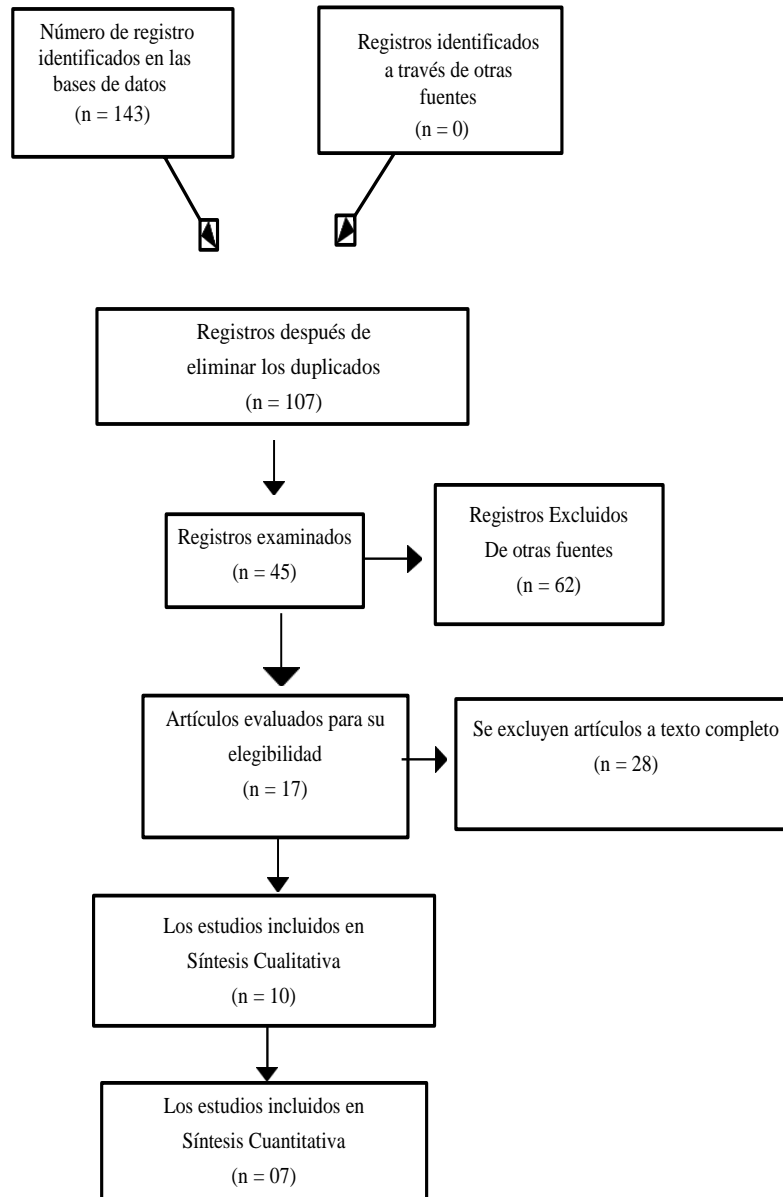 Número de registro
identificados en las
bases de datos
(n = 143)
Registros identificados
a través de otras
fuentes
(n = 0)
Registros después de
eliminar los duplicados
(n = 107)
Registros examinados
(n = 45)
Registros Excluidos
De otras fuentes
(n = 62)
Artículos evaluados para su
elegibilidad
(n = 17)
Se excluyen artículos a texto completo
(n = 28)
Los estudios incluidos en
Síntesis Cualitativa
(n = 10)
Los estudios incluidos en
Síntesis Cuantitativa
(n = 07)